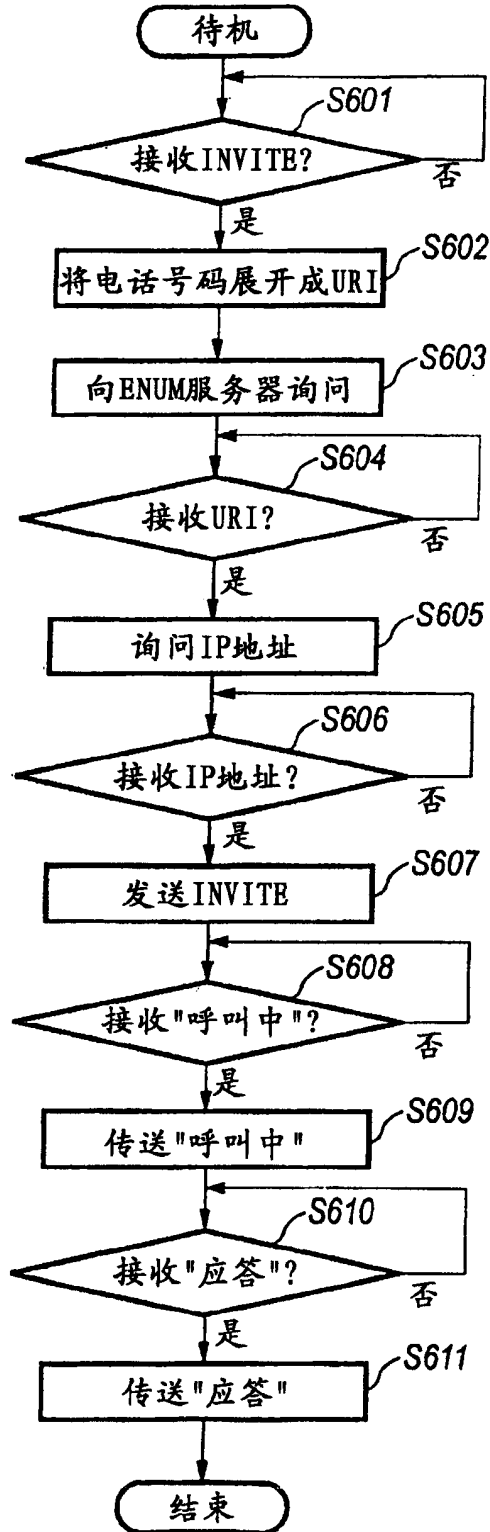 待机
S601
接收INVITE?
否
是
S602
将电话号码展开成URI
S603
向ENUM服务器询问
S604
接收URI?
否
是
S605
询问IP地址
S606
接收IP地址?
否
是
S607
发送INVITE
S608
接收"呼叫中"?
否
是
S609
传送"呼叫中"
S610
接收"应答"?
否
是
S611
传送"应答"
结束